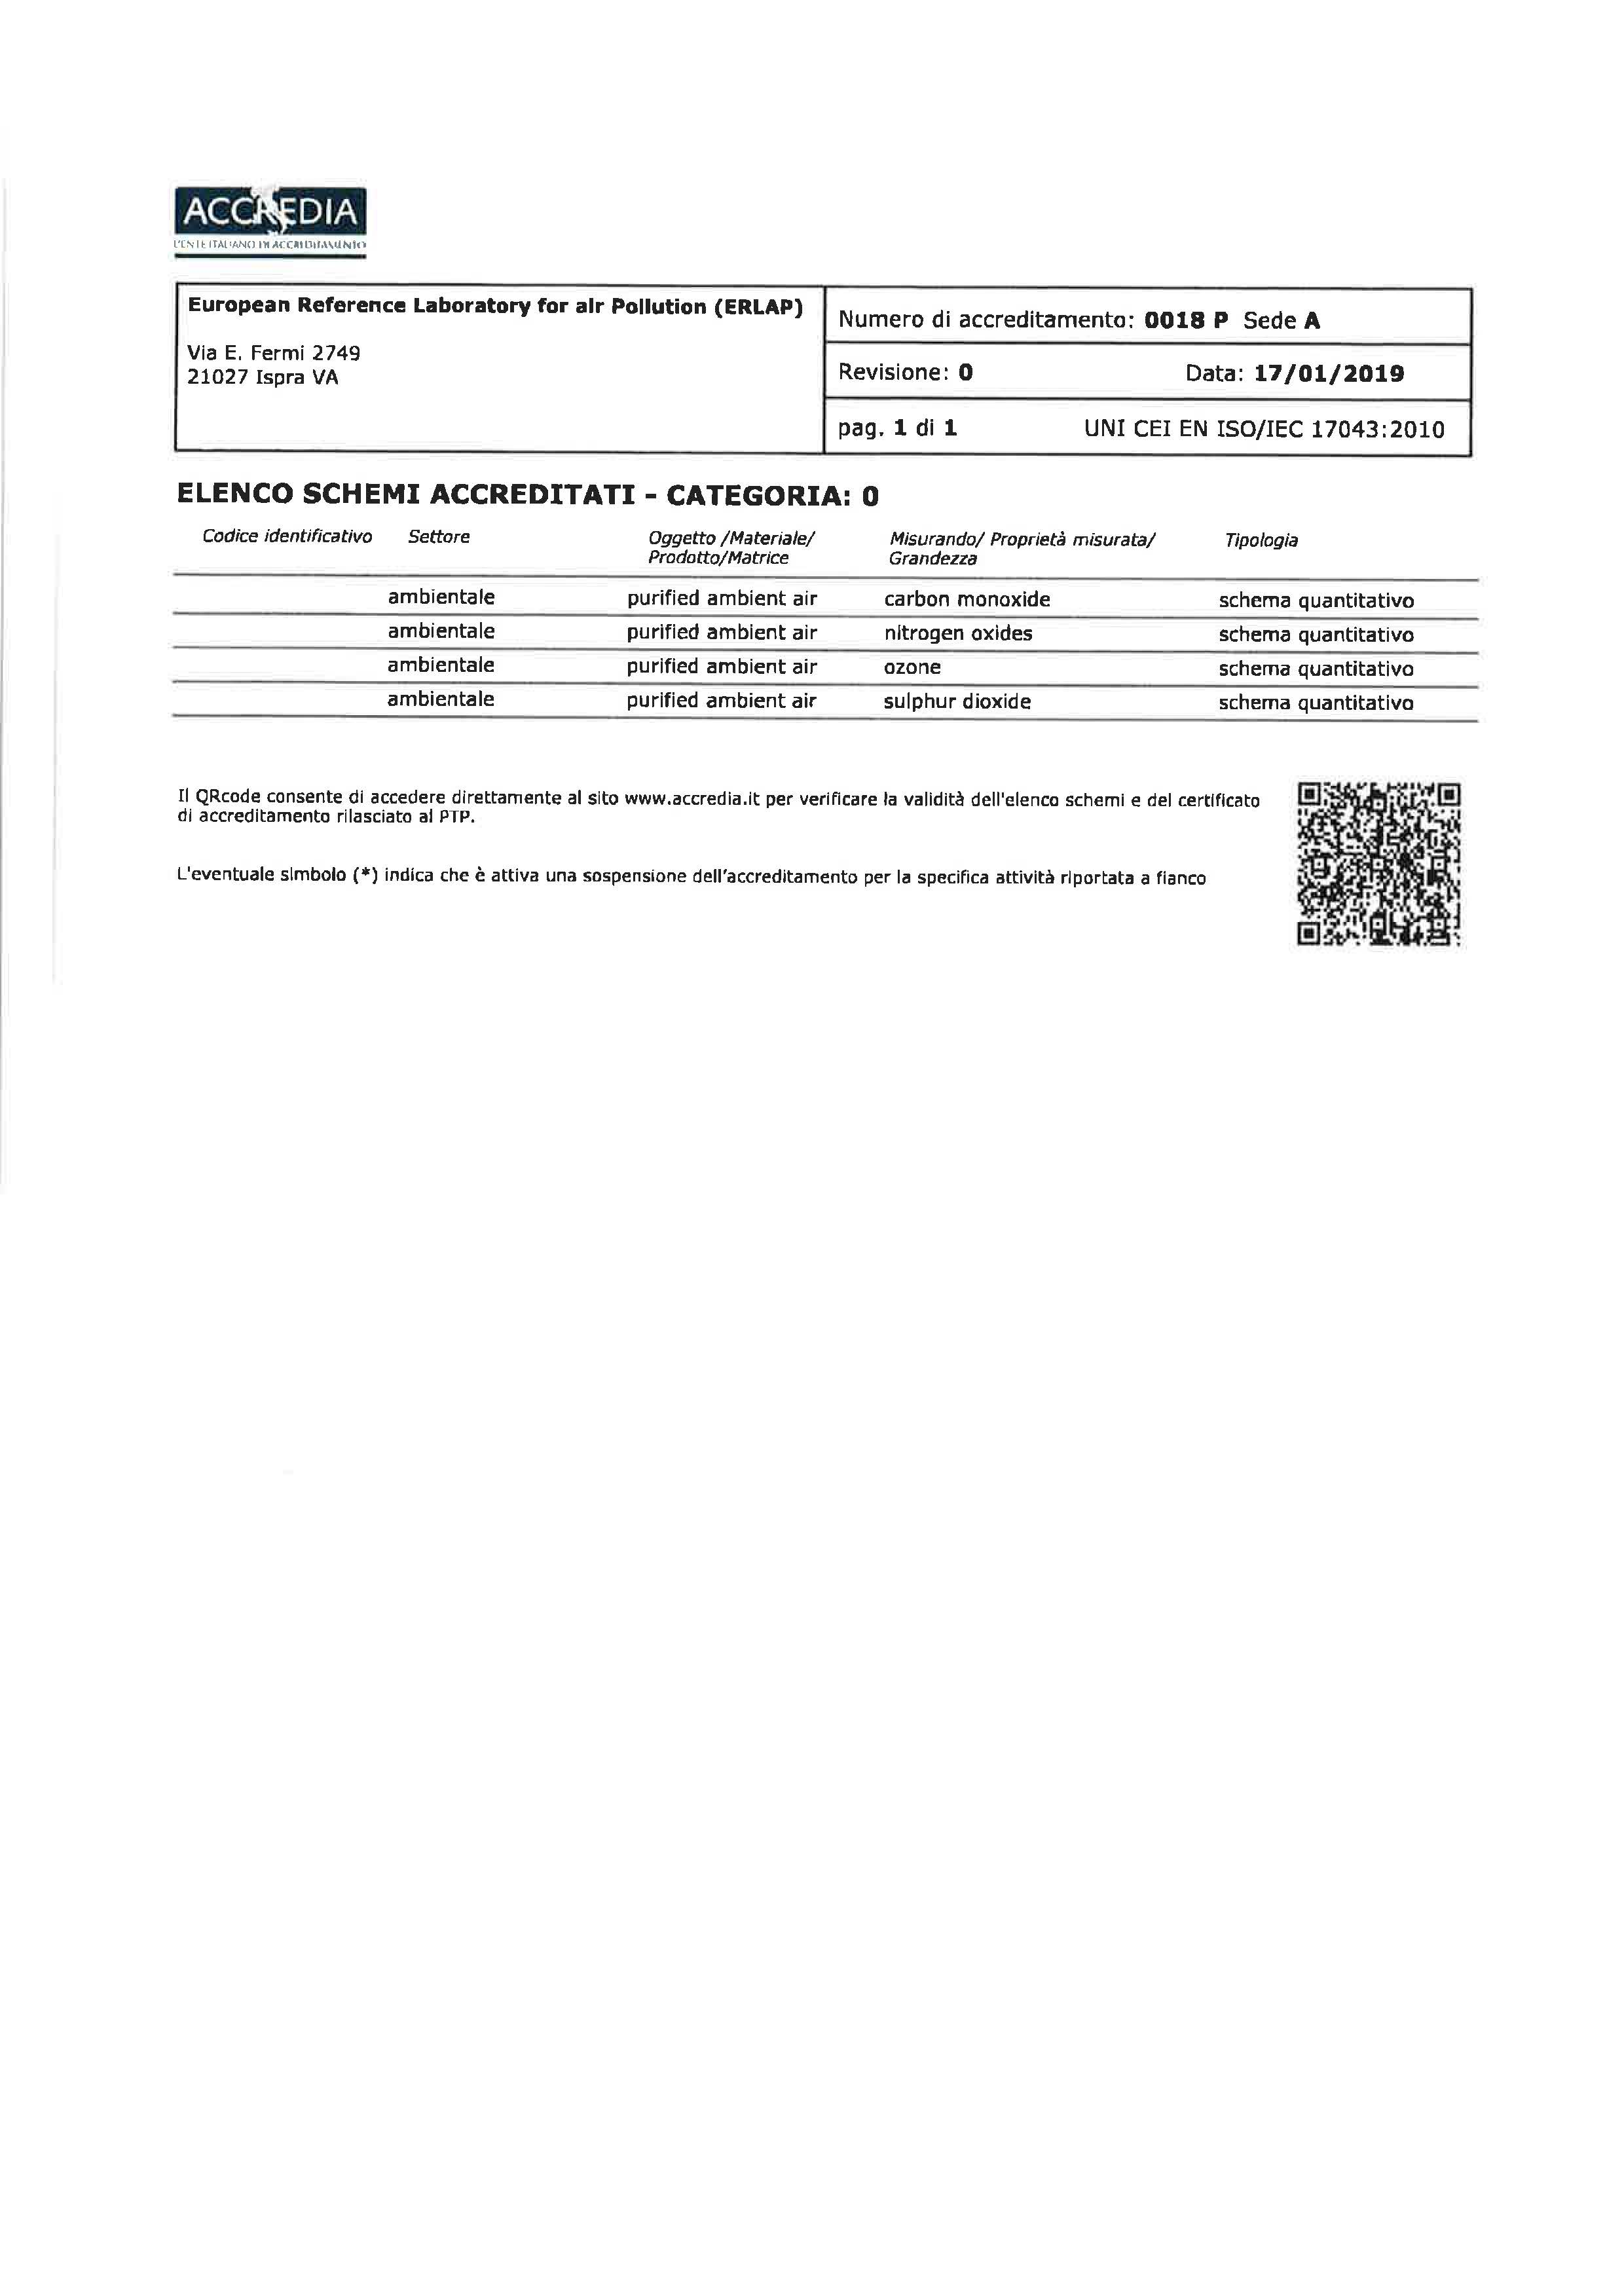 ACCREDIA
L'ENTE ITALIANO DI ACCREDITAMENTO
European Reference Laboratory for air Pollution (ERLAP)
Via E. Fermi 2749
21027 Ispra VA
Numero di accreditamento: 0018 P Sede A
Revisione: 0 Data: 17/01/2019
pag. 1 di 1 UNI CEI EN ISO/IEC 17043:2010
ELENCO SCHEMI ACCREDITATI - CATEGORIA: 0
Codice identificativo Settore Oggetto /Materiale/ Misurando/ Proprietà misurata/ Tipologia
Prodotto/Matrice Grandezza
ambientale purified ambient air carbon monoxide schema quantitativo
ambientale purified ambient air nitrogen oxides schema quantitativo
ambientale purified ambient air ozone schema quantitativo
ambientale purified ambient air sulphur dioxide schema quantitativo
Il QRcode consente di accedere direttamente al sito www.accredia.it per verificare la validità dell'elenco schemi e del certificato
di accreditamento rilasciato al PTP.
L'eventuale simbolo (*) indica che è attiva una sospensione dell'accreditamento per la specifica attività riportata a fianco